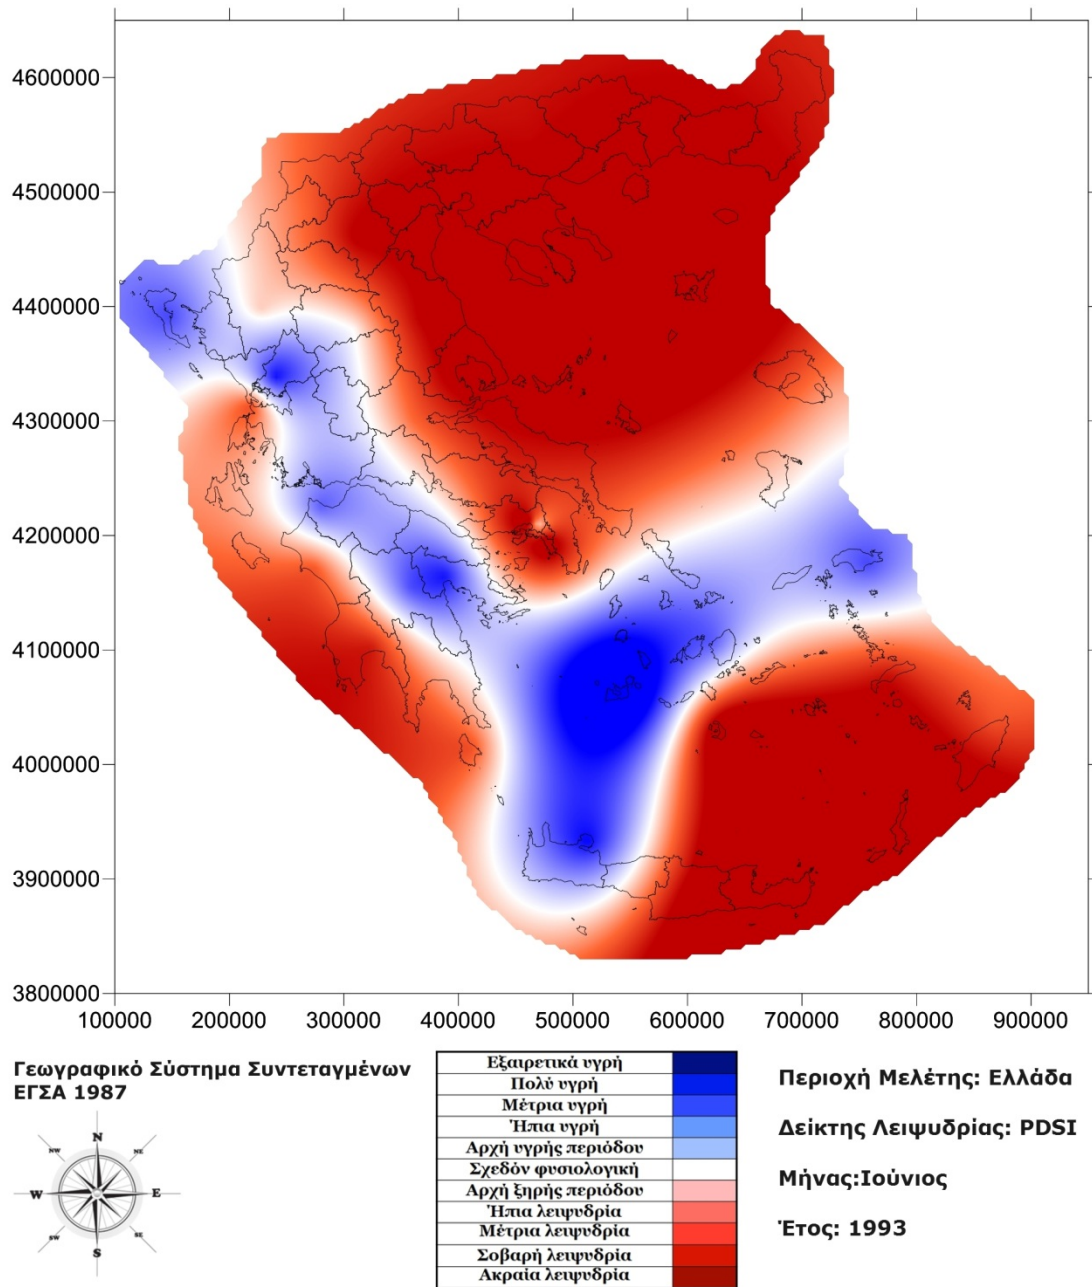 4600000
4500000
4400000
4300000
4200000
4100000
4000000
3900000
3800000
100000 200000 300000 400000 500000 600000 700000 800000 900000
Γεωγραφικό Σύστημα Συντεταγμένων
ΕΓΣΑ 1987
N
NE
E
SE
S
SW
W
NW
Εξαιρετικά υγρή
Πολύ υγρή
Μέτρια υγρή
Ήπια υγρή
Αρχή υγρής περιόδου
Σχεδόν φυσιολογική
Αρχή ξηρής περιόδου
Ήπια λειψυδρία
Μέτρια λειψυδρία
Σοβαρή λειψυδρία
Ακραία λειψυδρία
Περιοχή Μελέτης: Ελλάδα
Δείκτης Λειψυδρίας: PDSI
Μήνας:Ιούνιος
Έτος: 1993